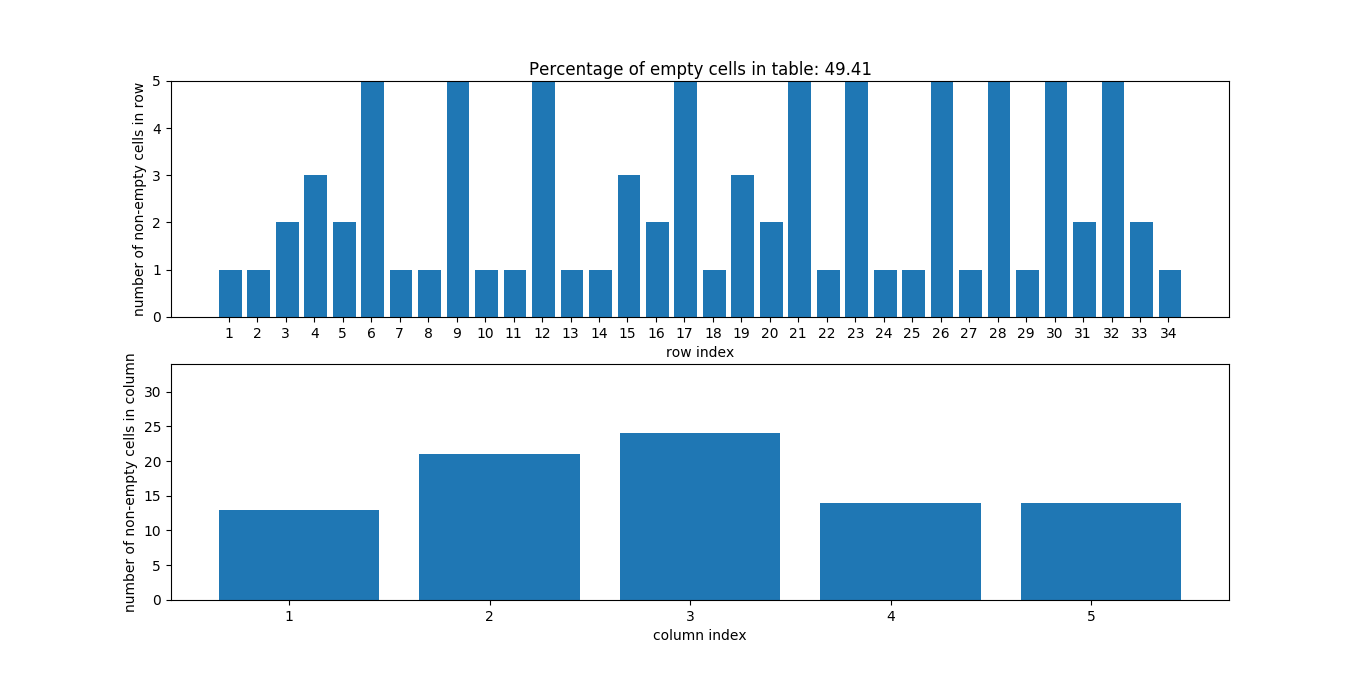 Percentage of empty cells in table: 49.41
number of non-empty cells in row
5
4
3
2
1
0
1 2 3 4 5 6 7 8 9 10 11 12 13 14 15 16 17 18 19 20 21 22 23 24 25 26 27 28 29 30 31 32 33 34
row index
number of non-empty cells in column
30
25
20
15
10
5
0
1 2 3 4 5
column index